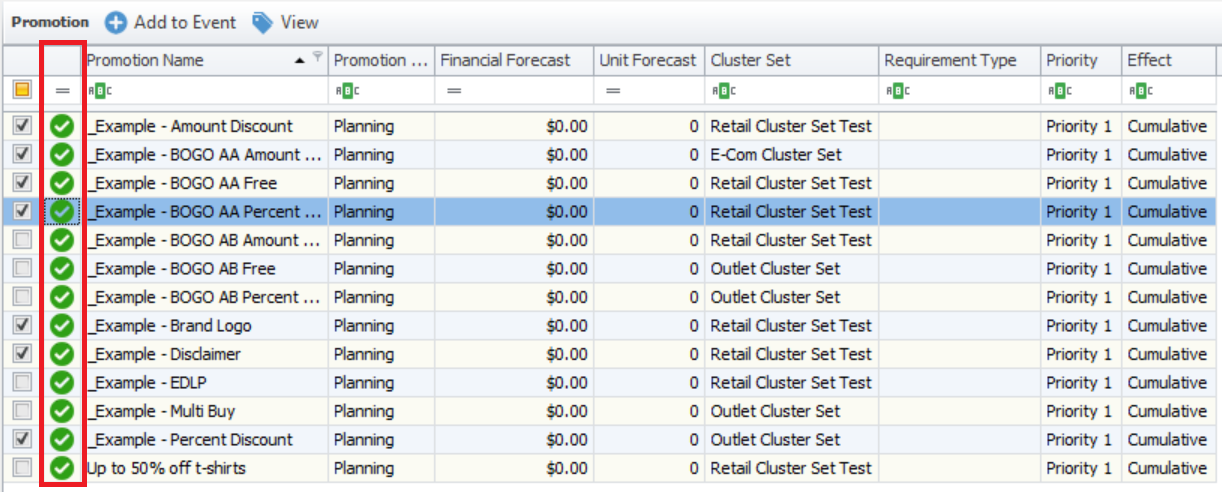 Promotion Add to Event View
Promotion Name Promotion ... Financial Forecast Unit Forecast Cluster Set Requirement Type Priority Effect
= ABC ABC = = ABC ABC ABC ABC
_Example - Amount Discount Planning $0.00 0 Retail Cluster Set Test Priority 1 Cumulative
_Example - BOGO AA Amount ... Planning $0.00 0 E-Com Cluster Set Priority 1 Cumulative
_Example - BOGO AA Free Planning $0.00 0 Retail Cluster Set Test Priority 1 Cumulative
_Example - BOGO AA Percent ... Planning $0.00 0 Retail Cluster Set Test Priority 1 Cumulative
_Example - BOGO AB Amount ... Planning $0.00 0 Retail Cluster Set Test Priority 1 Cumulative
_Example - BOGO AB Free Planning $0.00 0 Outlet Cluster Set Priority 1 Cumulative
_Example - BOGO AB Percent ... Planning $0.00 0 Outlet Cluster Set Priority 1 Cumulative
_Example - Brand Logo Planning $0.00 0 Retail Cluster Set Test Priority 1 Cumulative
_Example - Disclaimer Planning $0.00 0 Retail Cluster Set Test Priority 1 Cumulative
_Example - EDLP Planning $0.00 0 Retail Cluster Set Test Priority 1 Cumulative
_Example - Multi Buy Planning $0.00 0 Outlet Cluster Set Priority 1 Cumulative
_Example - Percent Discount Planning $0.00 0 Outlet Cluster Set Priority 1 Cumulative
Up to 50% off t-shirts Planning $0.00 0 Retail Cluster Set Test Priority 1 Cumulative